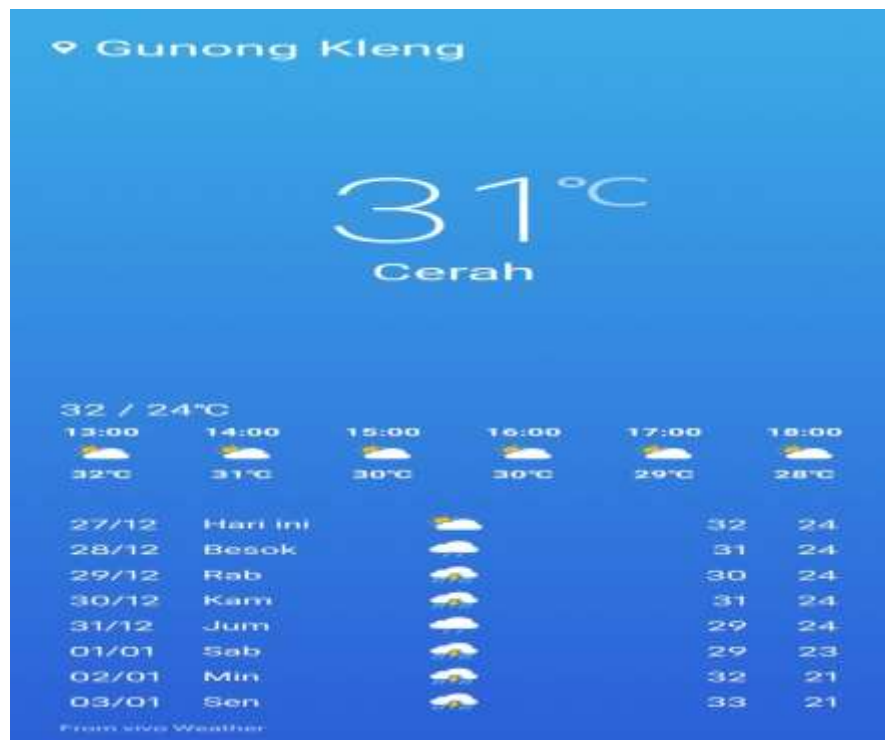 Gunong Kleng
31°C
Cerah
32 / 24°C
13:00 14:00 15:00 16:00 17:00 18:00
32°C 31°C 30°C 30°C 29°C 28°C
27/12 Hari ini 32 24
28/12 Besok 31 24
29/12 Rab 30 24
30/12 Kam 31 24
31/12 Jum 29 24
01/01 Sab 29 23
02/01 Min 32 21
03/01 Sen 33 21
From vivo Weather